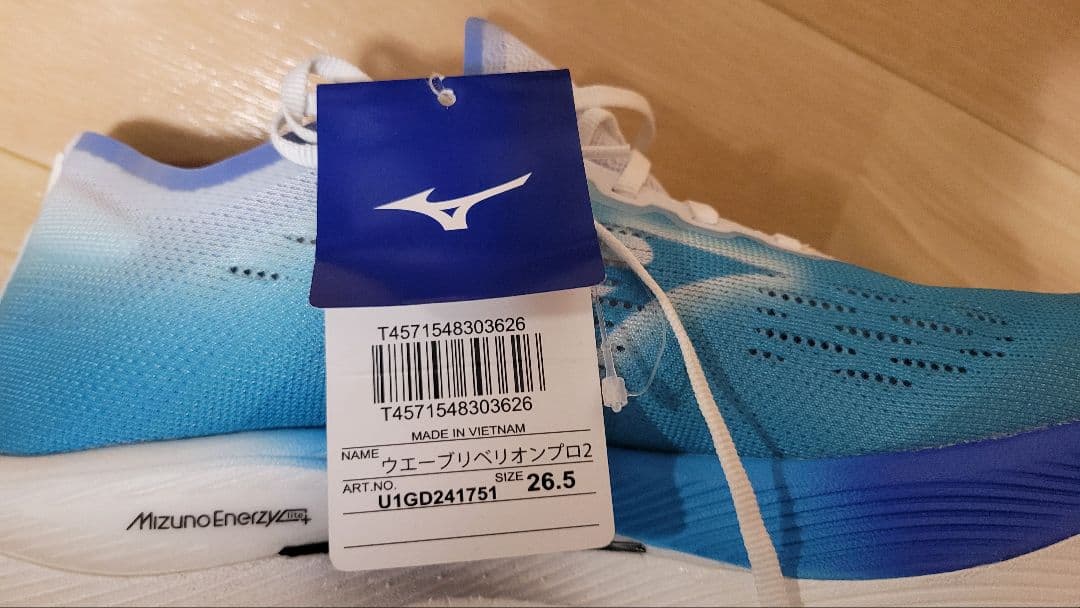 T4571548303626
T4571548303626
MADE IN VIETNAM
NAME ウエーブリベリオンプロ2
ART.NO. U1GD241751 SIZE 26.5
MizunoEnerzy Lite+